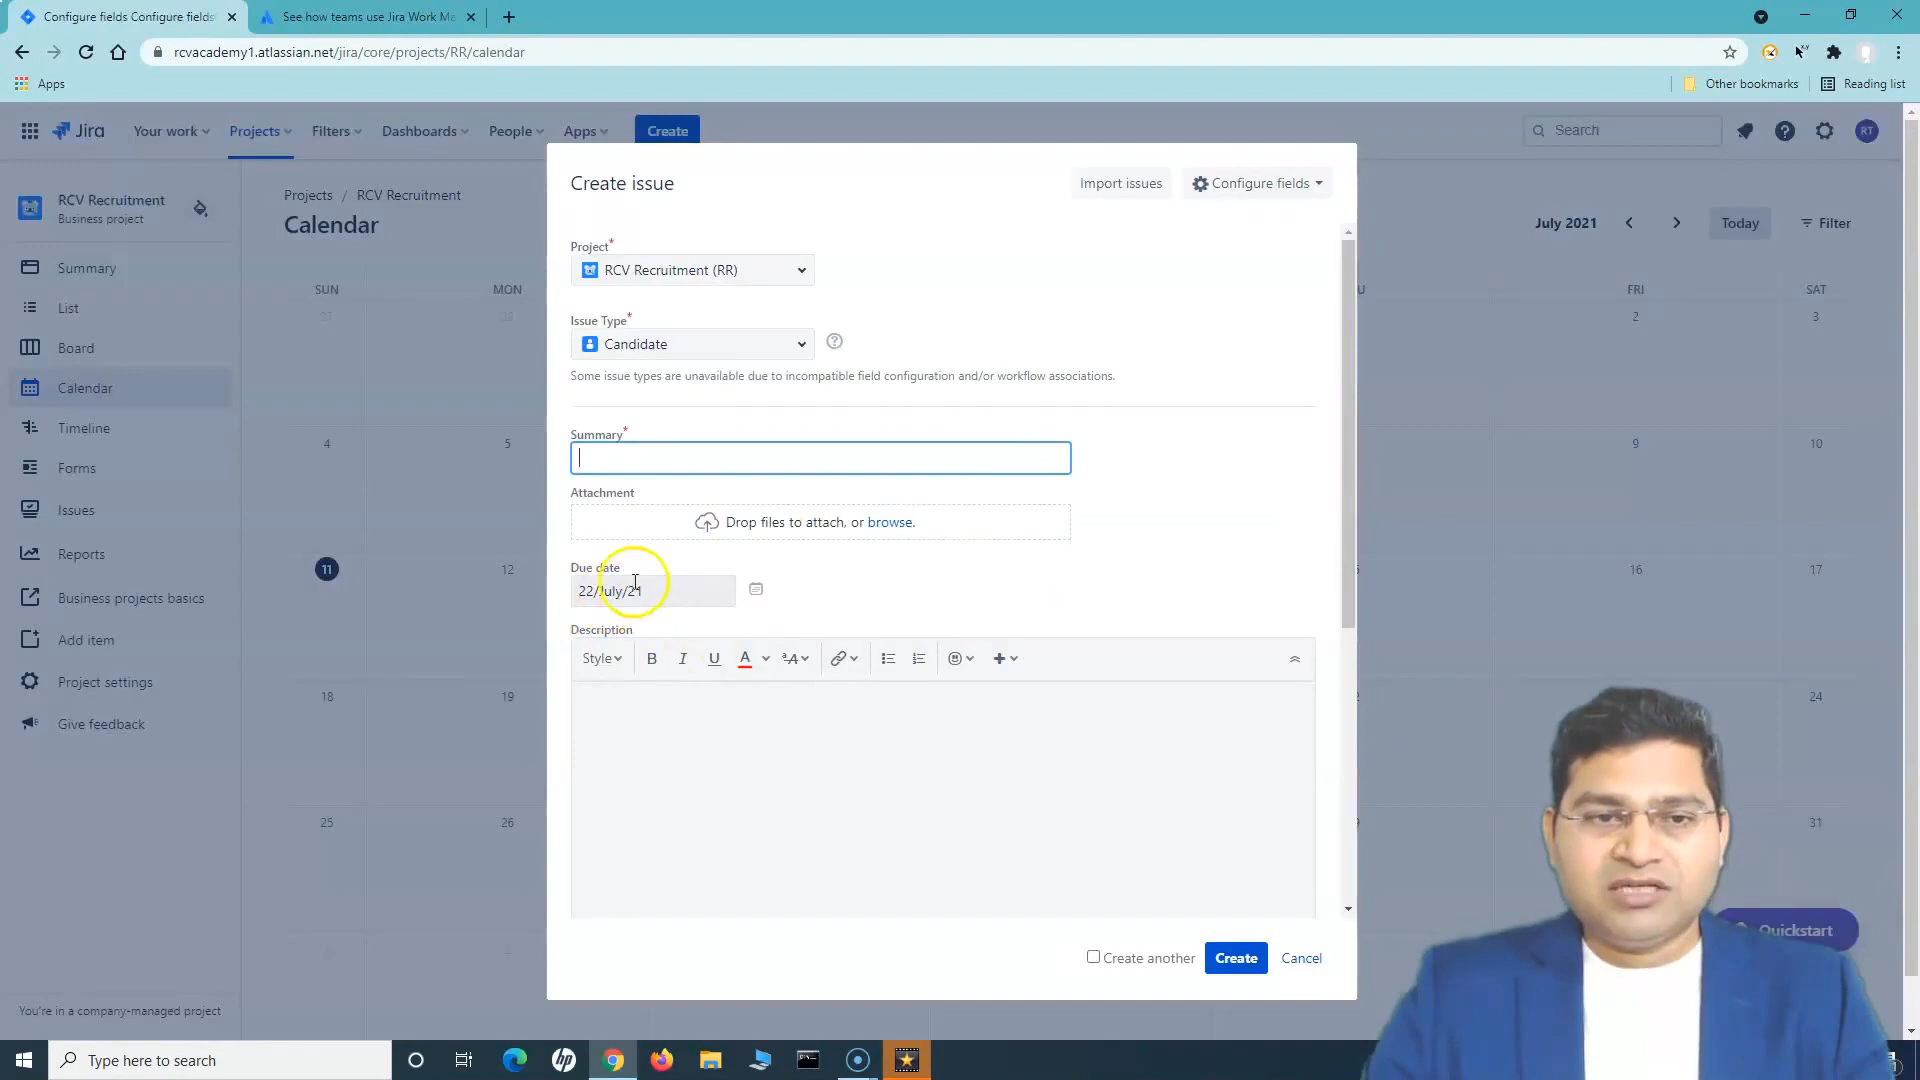 Configure fields Configure fields
See how teams use Jira Work Ma
rcvacademy1.atlassian.net/jira/core/projects/RR/calendar
Apps
Other bookmarks
Reading list
Jira
Your work
Projects
Filters
Dashboards
People
Apps
Create
Search
RT
RCV Recruitment
Business project
Summary
List
Board
Calendar
Timeline
Forms
Issues
Reports
Business projects basics
Add item
Project settings
Give feedback
You're in a company-managed project
Projects / RCV Recruitment
Calendar
July 2021
Today
Filter
SUN MON FRI SAT
27 28 2 3
4 5 9 10
11 12 16 17
18 19 24
25 26 31
Create issue
Import issues
Configure fields
Project*
RCV Recruitment (RR)
Issue Type*
Candidate
Some issue types are unavailable due to incompatible field configuration and/or workflow associations.
Summary*
Attachment
Drop files to attach, or browse.
Due date
22/July/21
Description
Style
B I U A
Create another
Create
Cancel
Quickstart
Type here to search
hp